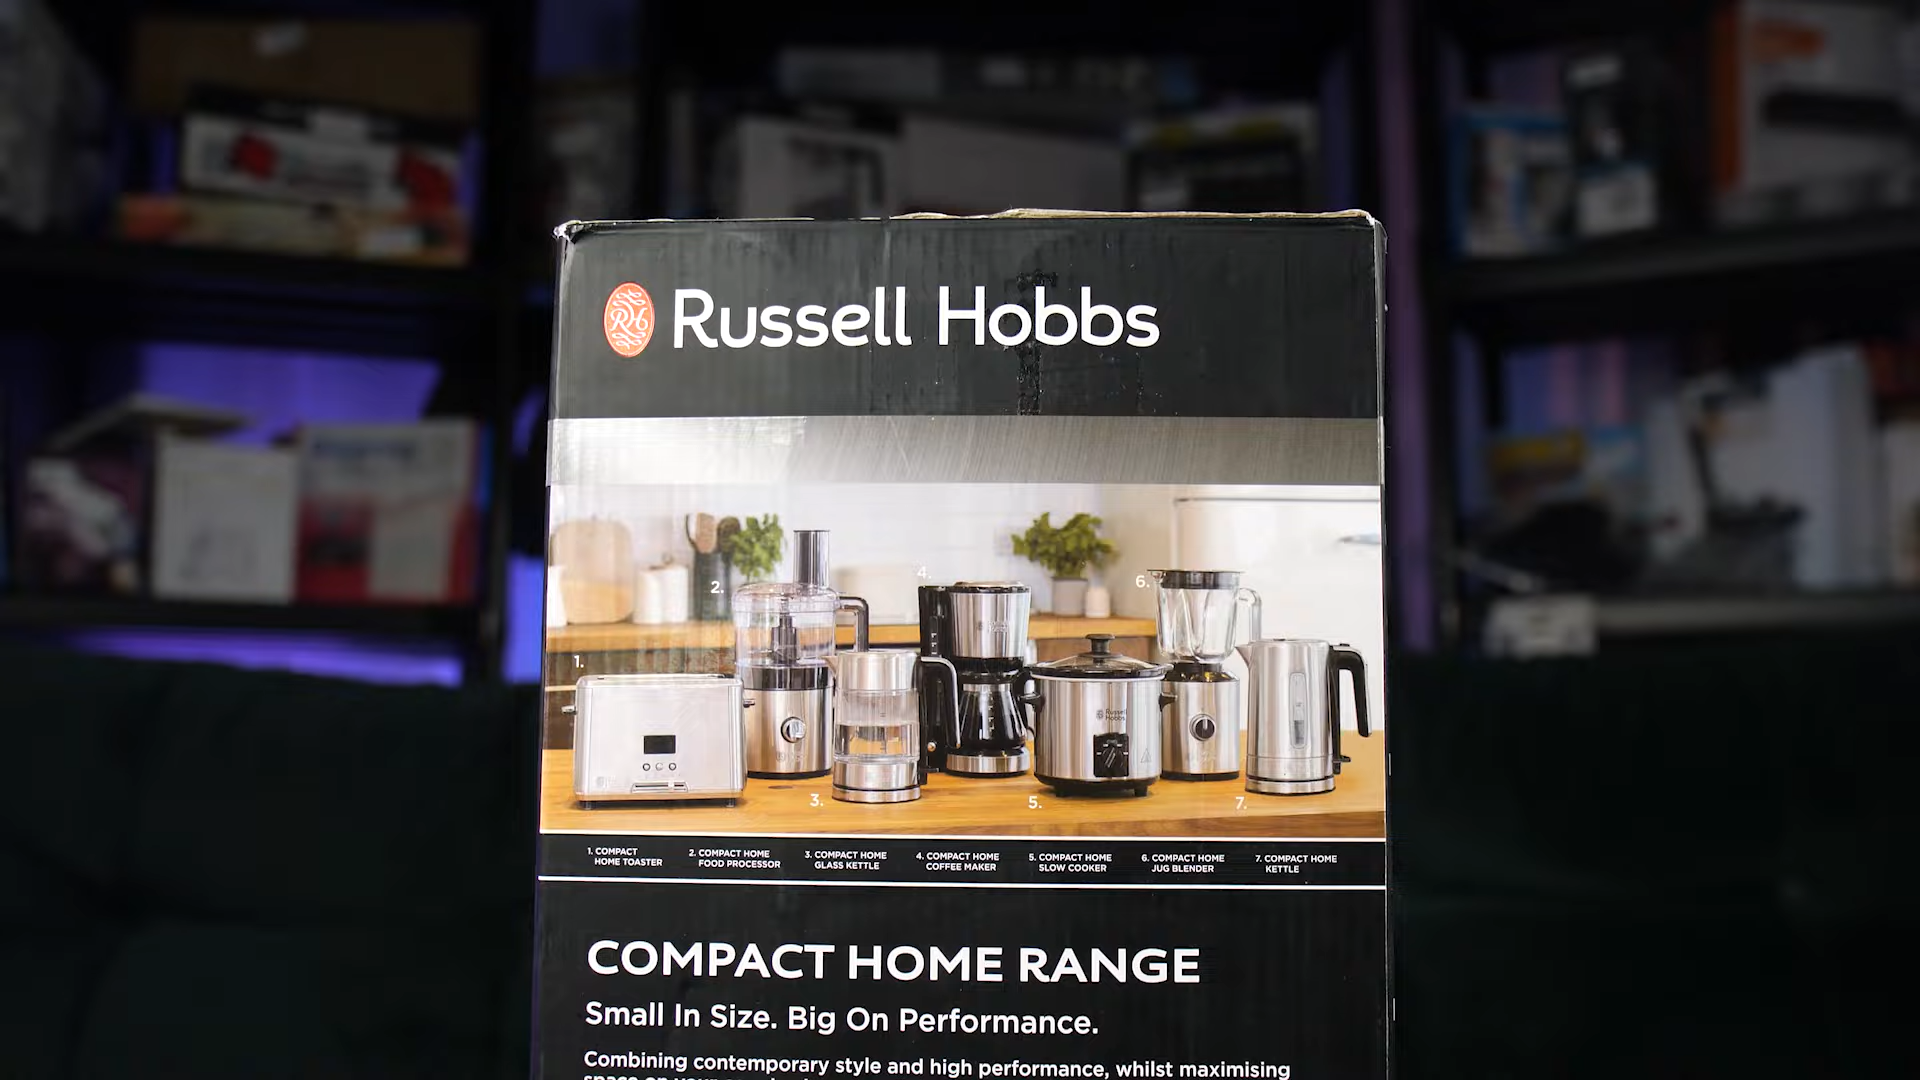 RH Russell Hobbs
1.
2.
3.
4.
5.
6.
7.
Russell
Hobbs
1. COMPACT
HOME TOASTER
2. COMPACT HOME
FOOD PROCESSOR
3. COMPACT HOME
GLASS KETTLE
4. COMPACT HOME
COFFEE MAKER
5. COMPACT HOME
SLOW COOKER
6. COMPACT HOME
JUG BLENDER
7. COMPACT HOME
KETTLE
COMPACT HOME RANGE
Small In Size. Big On Performance.
Combining contemporary style and high performance, whilst maximising